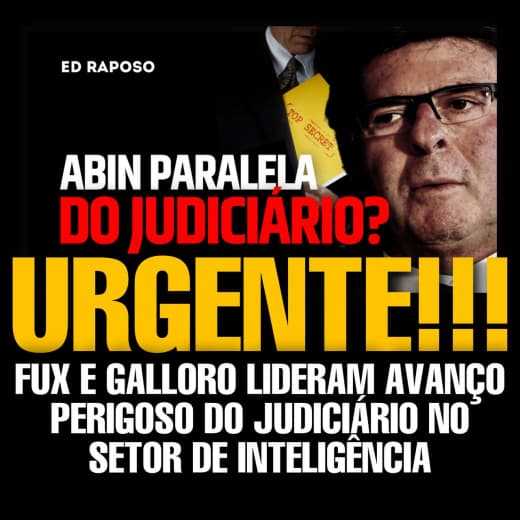 ED RAPOSO
TOP SECRET
ABIN PARALELA
DO JUDICIÁRIO?
URGENTE!!!
FUX E GALLORO LIDERAM AVANÇO
PERIGOSO DO JUDICIÁRIO NO
SETOR DE INTELIGÊNCIA